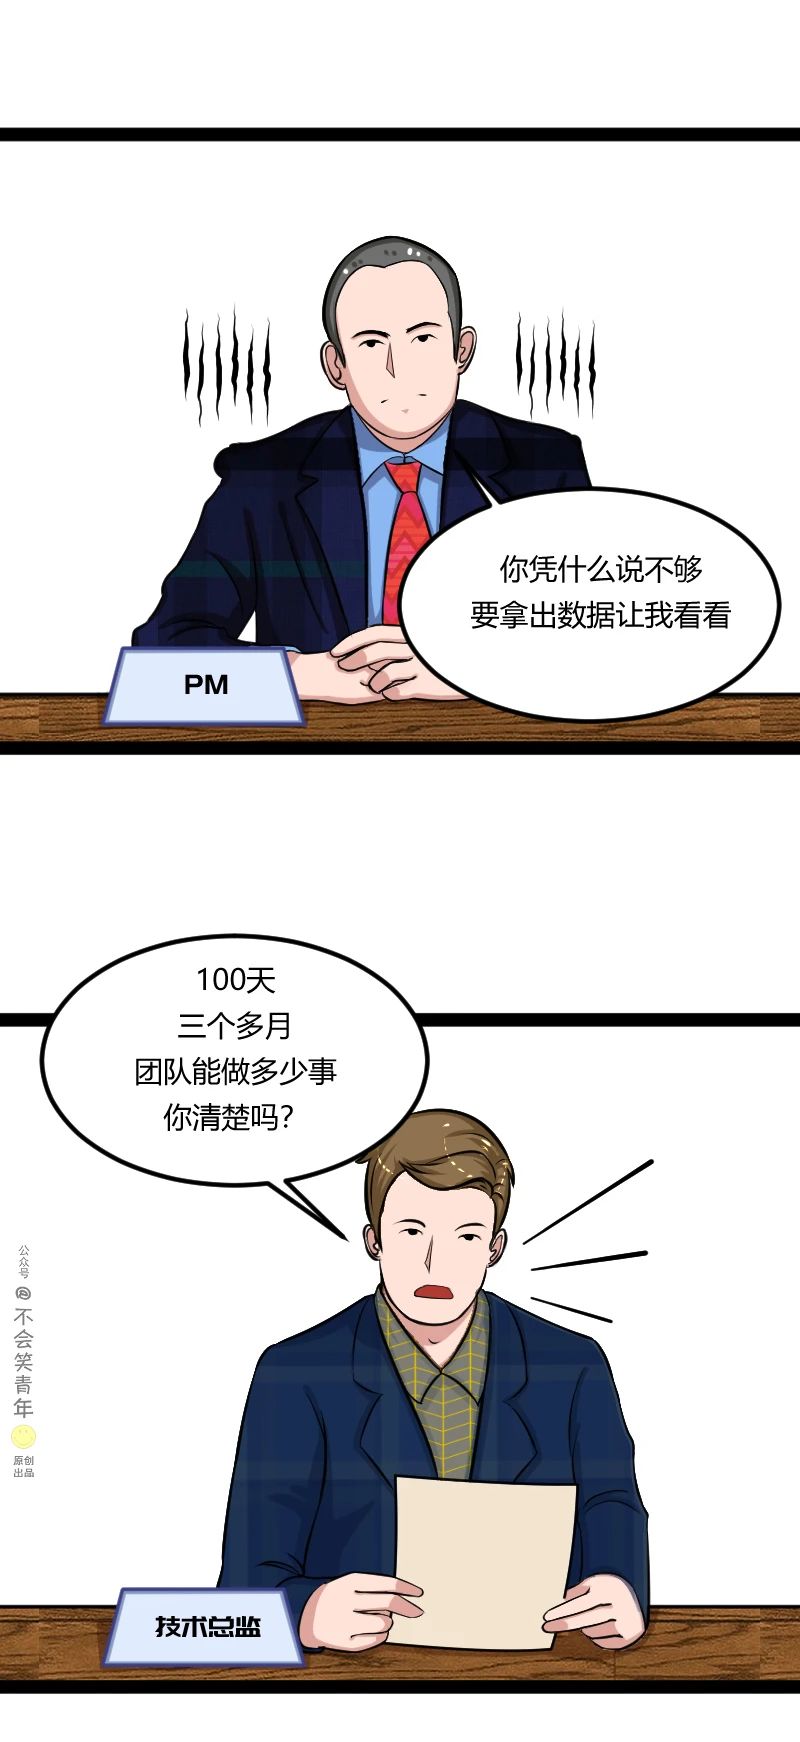 你凭什么说不够
要拿出数据让我看看
PM
100天
三个多月
团队能做多少事
你清楚吗？
公众号
@不会笑青年
原创
出品
技术总监